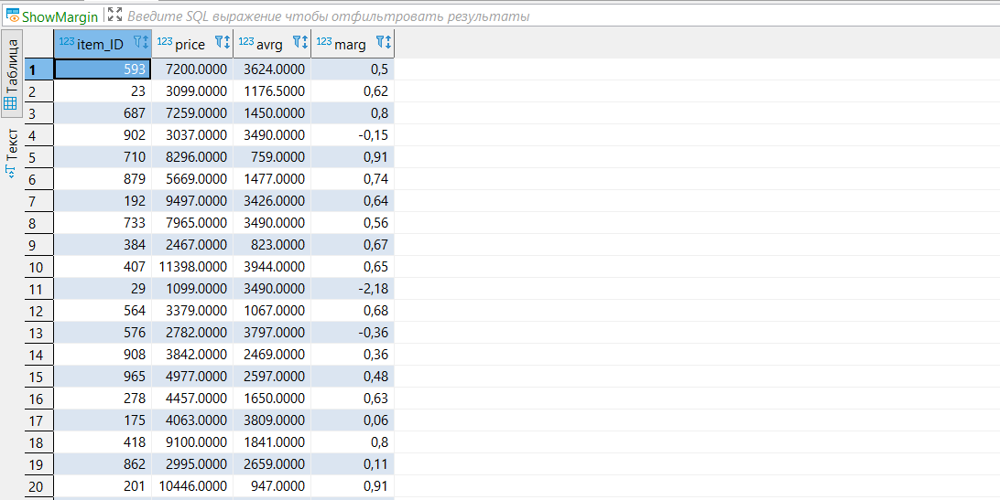 ShowMargin Введите SQL выражение чтобы отфильтровать результаты
Таблица
Текст
123 item_ID 123 price 123 avrg 123 marg
1 593 7200.0000 3624.0000 0,5
2 23 3099.0000 1176.5000 0,62
3 687 7259.0000 1450.0000 0,8
4 902 3037.0000 3490.0000 -0,15
5 710 8296.0000 759.0000 0,91
6 879 5669.0000 1477.0000 0,74
7 192 9497.0000 3426.0000 0,64
8 733 7965.0000 3490.0000 0,56
9 384 2467.0000 823.0000 0,67
10 407 11398.0000 3944.0000 0,65
11 29 1099.0000 3490.0000 -2,18
12 564 3379.0000 1067.0000 0,68
13 576 2782.0000 3797.0000 -0,36
14 908 3842.0000 2469.0000 0,36
15 965 4977.0000 2597.0000 0,48
16 278 4457.0000 1650.0000 0,63
17 175 4063.0000 3809.0000 0,06
18 418 9100.0000 1841.0000 0,8
19 862 2995.0000 2659.0000 0,11
20 201 10446.0000 947.0000 0,91